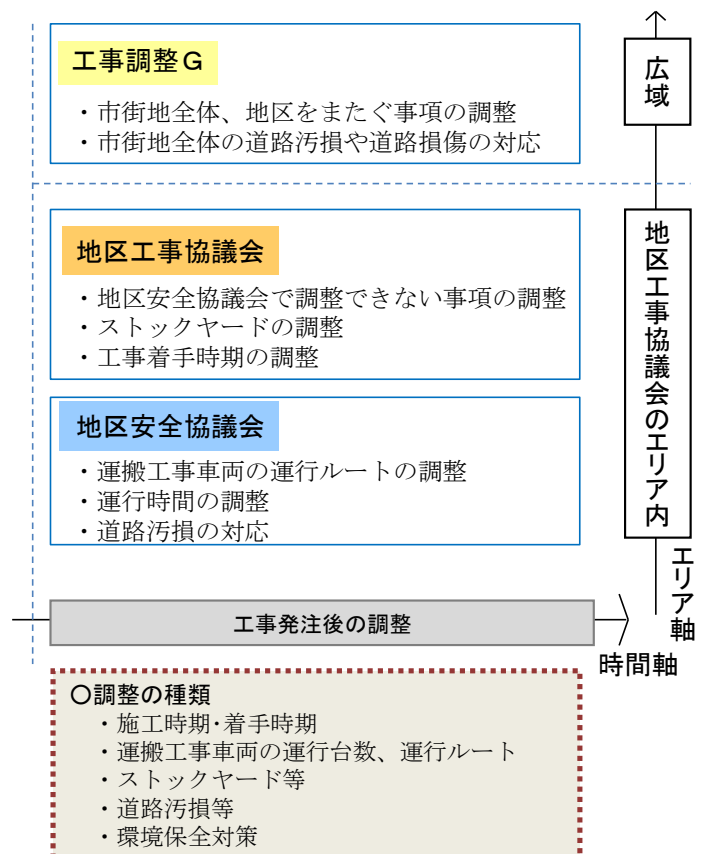 工事調整G
・市街地全体、地区をまたぐ事項の調整
・市街地全体の道路汚損や道路損傷の対応
広域
地区工事協議会
・地区安全協議会で調整できない事項の調整
・ストックヤードの調整
・工事着手時期の調整
地区安全協議会
・運搬工事車両の運行ルートの調整
・運行時間の調整
・道路汚損の対応
地区工事協議会のエリア内
エリア軸
工事発注後の調整
時間軸
〇調整の種類
・施工時期･着手時期
・運搬工事車両の運行台数、運行ルート
・ストックヤード等
・道路汚損等
・環境保全対策